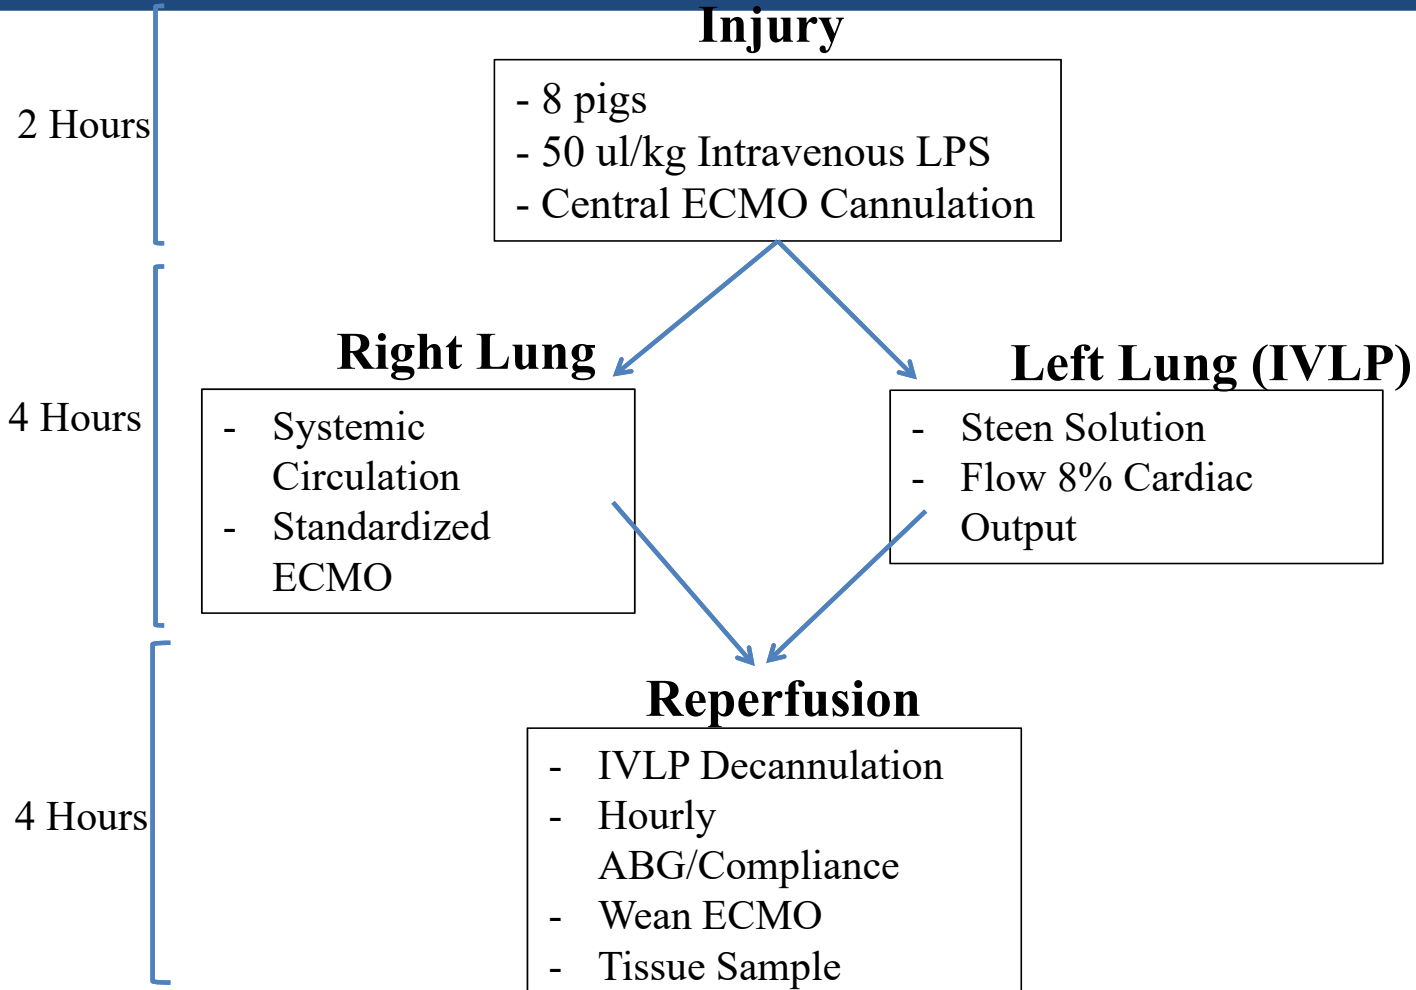 Injury
2 Hours
- 8 pigs
- 50 ul/kg Intravenous LPS
- Central ECMO Cannulation
4 Hours
Right Lung
- Systemic
Circulation
- Standardized
ECMO
Left Lung (IVLP)
- Steen Solution
- Flow 8% Cardiac
Output
4 Hours
Reperfusion
- IVLP Decannulation
- Hourly
ABG/Compliance
- Wean ECMO
- Tissue Sample